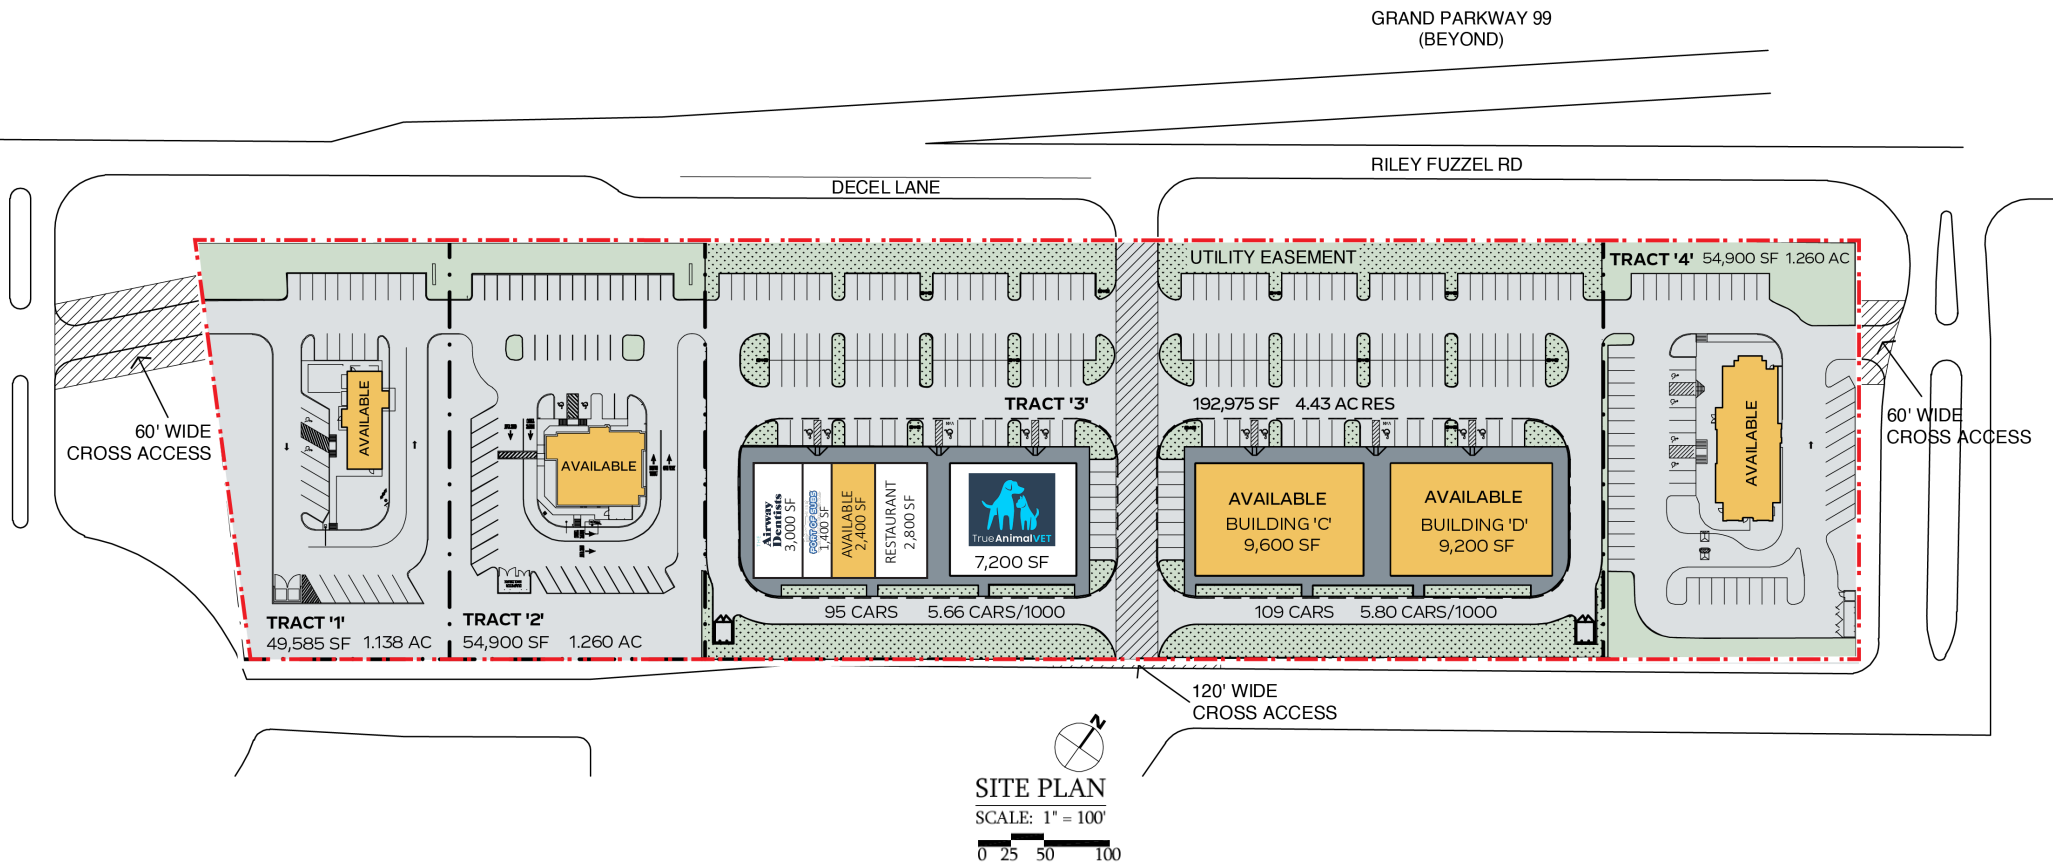 GRAND PARKWAY 99
(BEYOND)
RILEY FUZZEL RD
DECEL LANE
UTILITY EASEMENT
TRACT '4' 54,900 SF 1.260 AC
TRACT '3'
192,975 SF 4.43 ACRES
60' WIDE
CROSS ACCESS
60' WIDE
CROSS ACCESS
AVAILABLE
AVAILABLE
Airway
Dentists
3,000 SF
PORT OF SUBS
1,400 SF
AVAILABLE
2,400 SF
RESTAURANT
2,800 SF
TrueAnimalVET
7,200 SF
AVAILABLE
BUILDING 'C'
9,600 SF
AVAILABLE
BUILDING 'D'
9,200 SF
AVAILABLE
95 CARS 5.66 CARS/1000
109 CARS 5.80 CARS/1000
TRACT '1'
49,585 SF 1.138 AC
TRACT '2'
54,900 SF 1.260 AC
120' WIDE
CROSS ACCESS
N
SITE PLAN
SCALE: 1" = 100'
0 25 50 100